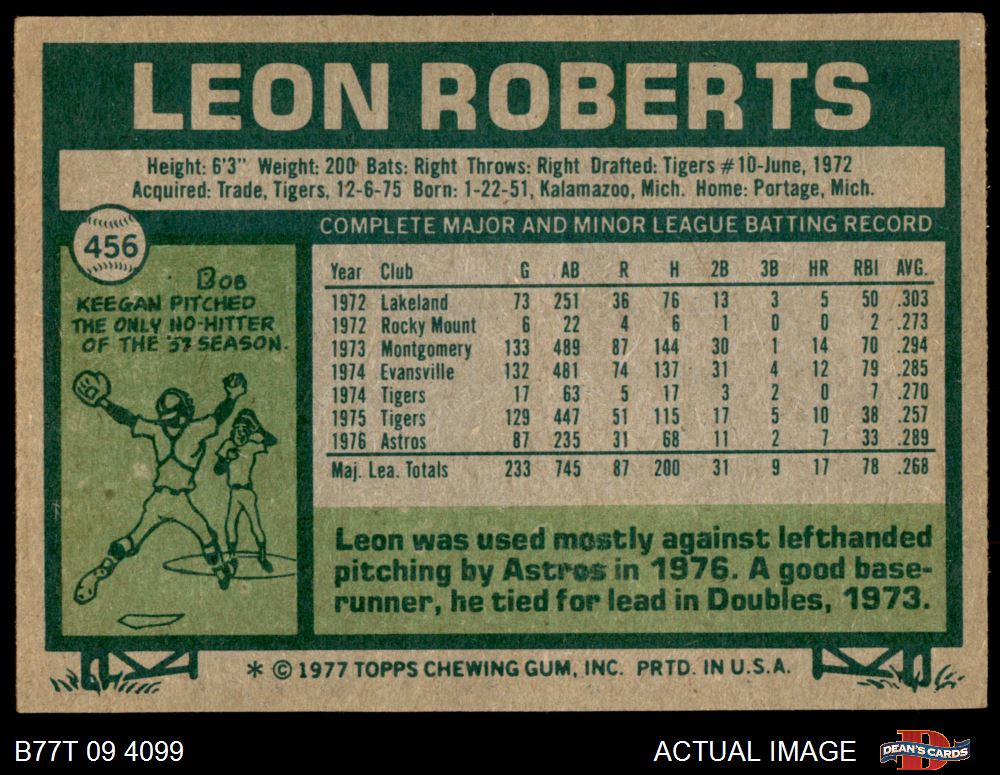 LEON ROBERTS
Height: 6'3" Weight: 200 Bats: Right Throws: Right Drafted: Tigers #10-June, 1972
Acquired: Trade, Tigers, 12-6-75 Born: 1-22-51, Kalamazoo, Mich. Home: Portage, Mich.
456
BOB
KEEGAN PITCHED
THE ONLY NO-HITTER
OF THE '57 SEASON.
COMPLETE MAJOR AND MINOR LEAGUE BATTING RECORD
Year Club G AB R H 2B 3B HR RBI AVG.
1972 Lakeland 73 251 36 76 13 3 5 50 .303
1972 Rocky Mount 6 22 4 6 1 0 0 2 .273
1973 Montgomery 133 489 87 144 30 1 14 70 .294
1974 Evansville 132 481 74 137 31 4 12 79 .285
1974 Tigers 17 63 5 17 3 2 0 7 .270
1975 Tigers 129 447 51 115 17 5 10 38 .257
1976 Astros 87 235 31 68 11 2 7 33 .289
Maj. Lea. Totals 233 745 87 200 31 9 17 78 .268
Leon was used mostly against lefthanded
pitching by Astros in 1976. A good base-
runner, he tied for lead in Doubles, 1973.
* © 1977 TOPPS CHEWING GUM, INC. PRTD. IN U.S.A.
B77T 09 4099
ACTUAL IMAGE
D
DEAN'S CARDS